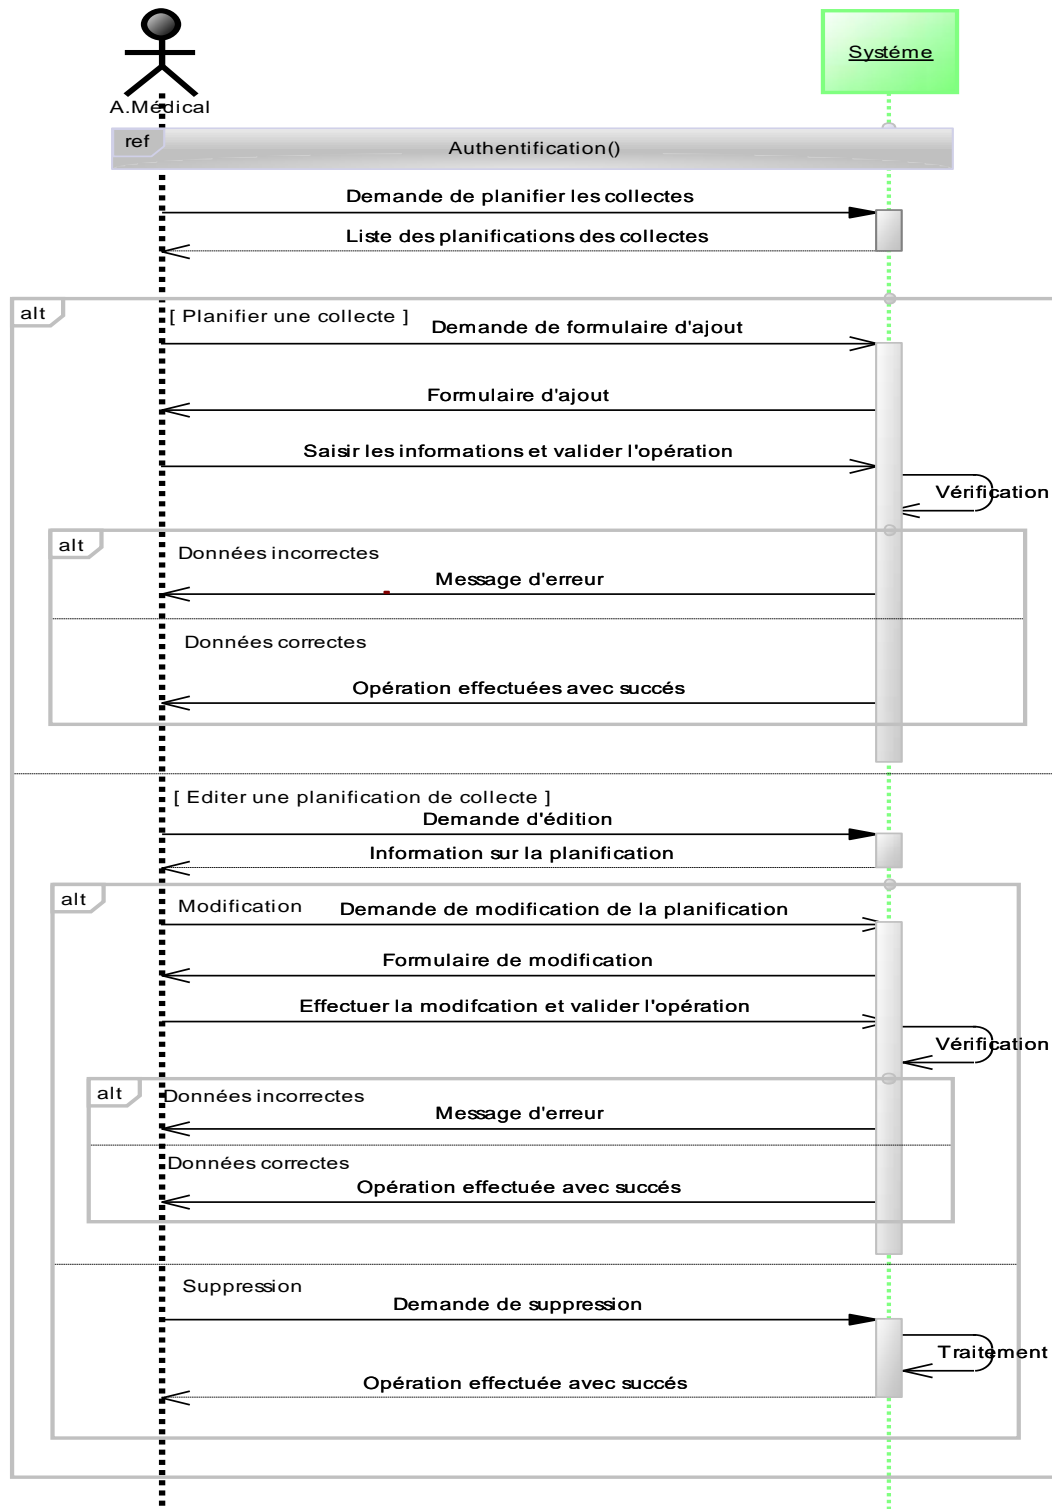 Systéme
A.Médical
ref
Authentification()
Demande de planifier les collectes
Liste des planifications des collectes
alt
[ Planifier une collecte ]
Demande de formulaire d'ajout
Formulaire d'ajout
Saisir les informations et valider l'opération
Vérification
alt
Données incorrectes
Message d'erreur
Données correctes
Opération effectuées avec succés
[ Editer une planification de collecte ]
Demande d'édition
Information sur la planification
alt
Modification
Demande de modification de la planification
Formulaire de modification
Effectuer la modifcation et valider l'opération
Vérification
alt
Données incorrectes
Message d'erreur
Données correctes
Opération effectuée avec succés
Suppression
Demande de suppression
Traitement
Opération effectuée avec succés